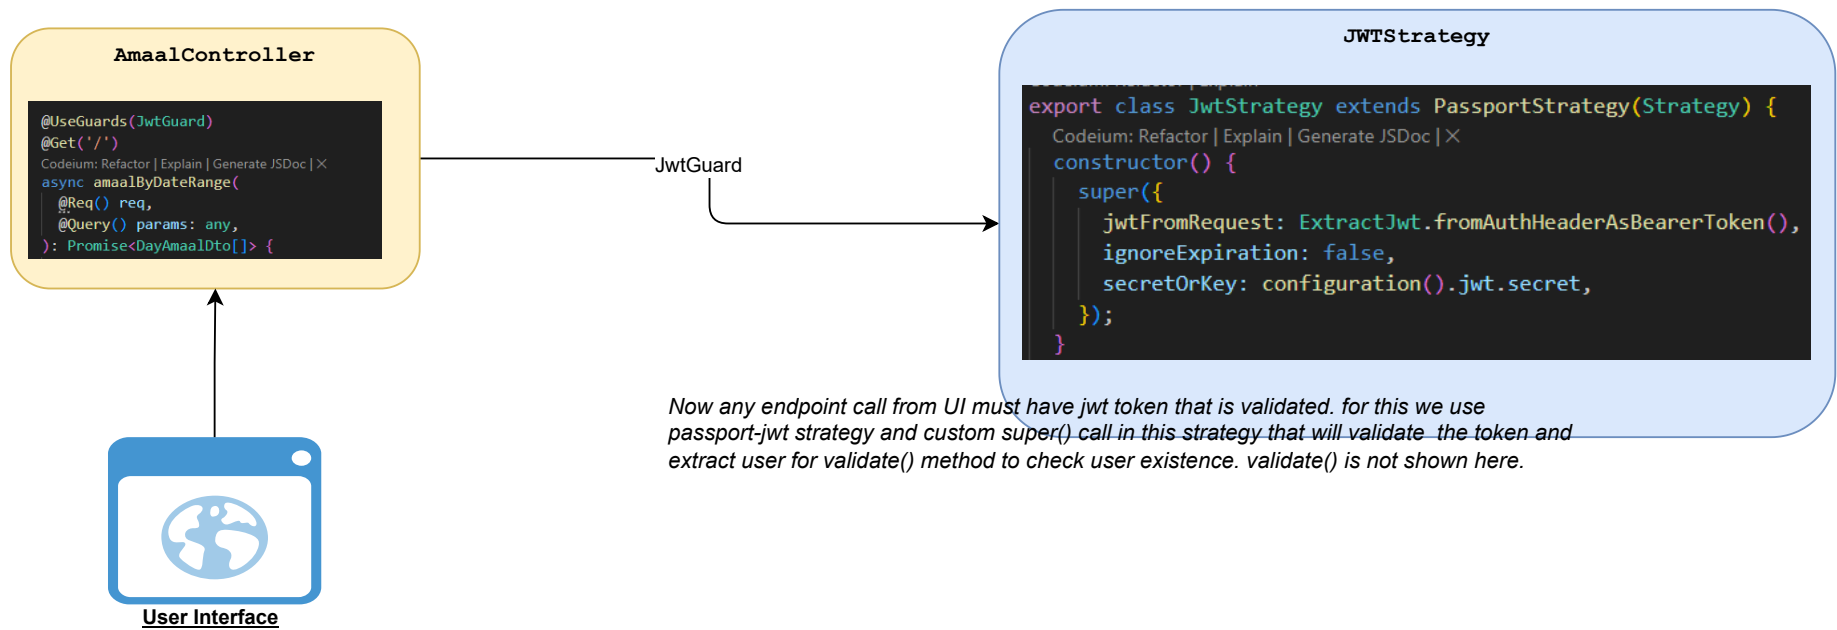 AmaalController
@UseGuards(JwtGuard)
@Get('/')
Codeium: Refactor | Explain | Generate JSDoc | ×
async amaalByDateRange(
@Req() req,
@Query() params: any,
): Promise<DayAmaalDto[]> {
JwtGuard
JWTStrategy
Codeium: Refactor | Explain
export class JwtStrategy extends PassportStrategy(Strategy) {
Codeium: Refactor | Explain | Generate JSDoc | ×
constructor() {
super({
jwtFromRequest: ExtractJwt.fromAuthHeaderAsBearerToken(),
ignoreExpiration: false,
secretOrKey: configuration().jwt.secret,
});
}
Now any endpoint call from UI must have jwt token that is validated. for this we use
passport-jwt strategy and custom super() call in this strategy that will validate  the token and
extract user for validate() method to check user existence. validate() is not shown here.
User Interface